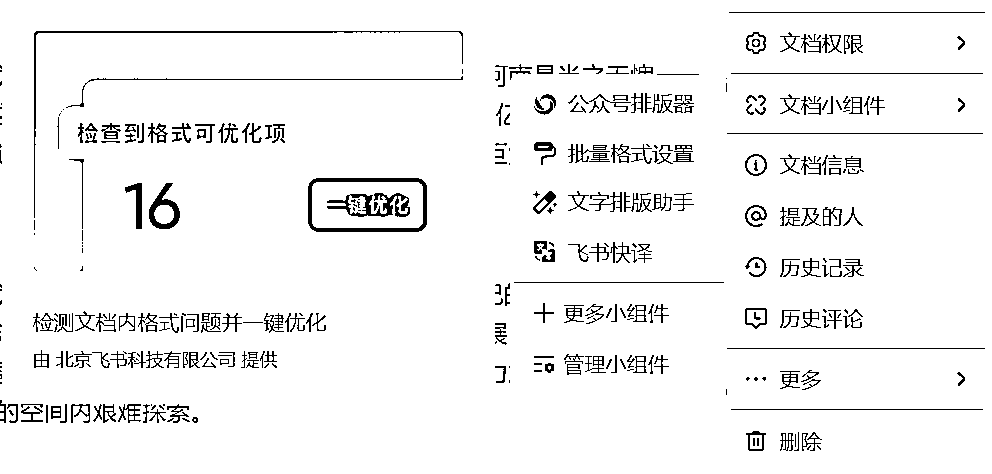 检查到格式可优化项
16
一键优化
检测文档内格式问题并一键优化
由 北京飞书科技有限公司 提供
的空间内艰难探索。
公众号排版器
批量格式设置
文字排版助手
飞书快译
更多小组件
管理小组件
文档权限
文档小组件
文档信息
提及的人
历史记录
历史评论
更多
删除